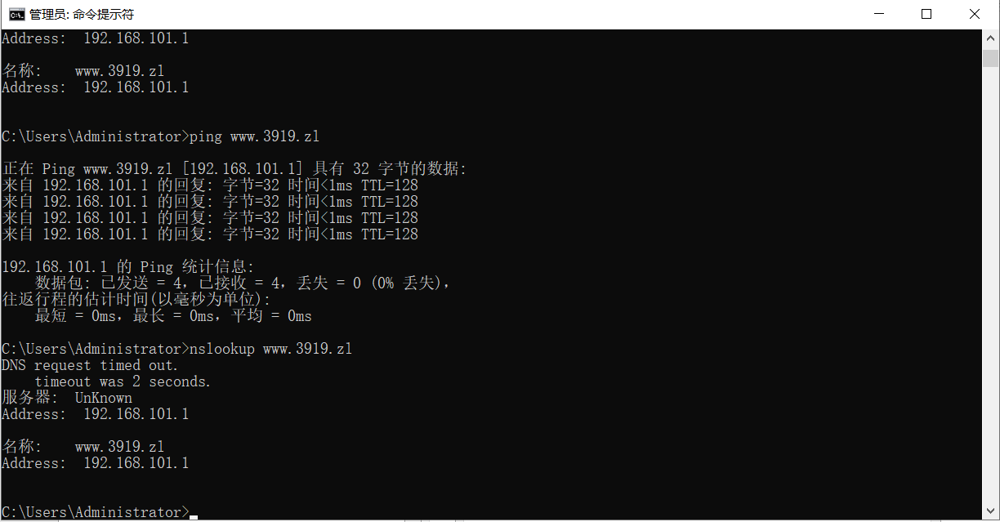 管理员: 命令提示符
Address:  192.168.101.1
名称:    www.3919.zl
Address:  192.168.101.1
C:\Users\Administrator>ping www.3919.zl
正在 Ping www.3919.zl [192.168.101.1] 具有 32 字节的数据:
来自 192.168.101.1 的回复: 字节=32 时间<1ms TTL=128
来自 192.168.101.1 的回复: 字节=32 时间<1ms TTL=128
来自 192.168.101.1 的回复: 字节=32 时间<1ms TTL=128
来自 192.168.101.1 的回复: 字节=32 时间<1ms TTL=128
192.168.101.1 的 Ping 统计信息:
    数据包: 已发送 = 4，已接收 = 4，丢失 = 0 (0% 丢失)，
往返行程的估计时间(以毫秒为单位):
    最短 = 0ms，最长 = 0ms，平均 = 0ms
C:\Users\Administrator>nslookup www.3919.zl
DNS request timed out.
    timeout was 2 seconds.
服务器:  UnKnown
Address:  192.168.101.1
名称:    www.3919.zl
Address:  192.168.101.1
C:\Users\Administrator>